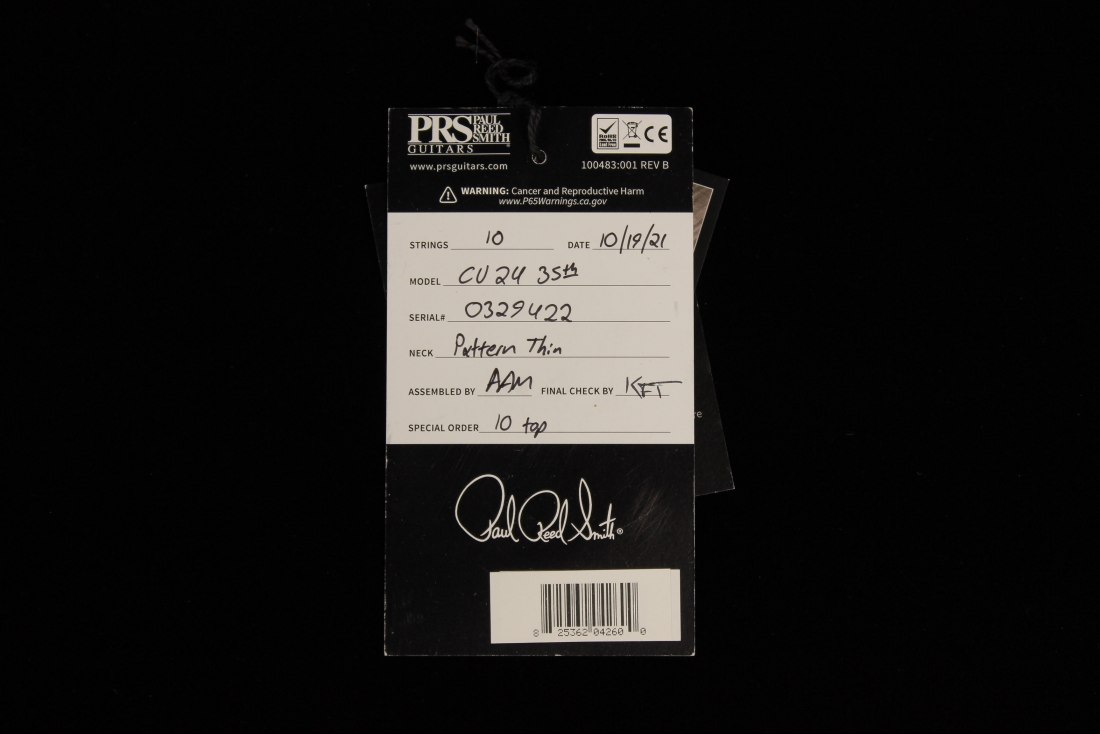 PRS PAUL REED SMITH
GUITARS
www.prsguitars.com
RoHS
CE
100483:001 REV B
WARNING: Cancer and Reproductive Harm
www.P65Warnings.ca.gov
STRINGS 10 DATE 10/19/21
MODEL CU 24 35th
SERIAL# 0329422
NECK Pattern Thin
ASSEMBLED BY AAM FINAL CHECK BY KFT
SPECIAL ORDER 10 top
Paul Reed Smith®
8 25362 04260 0